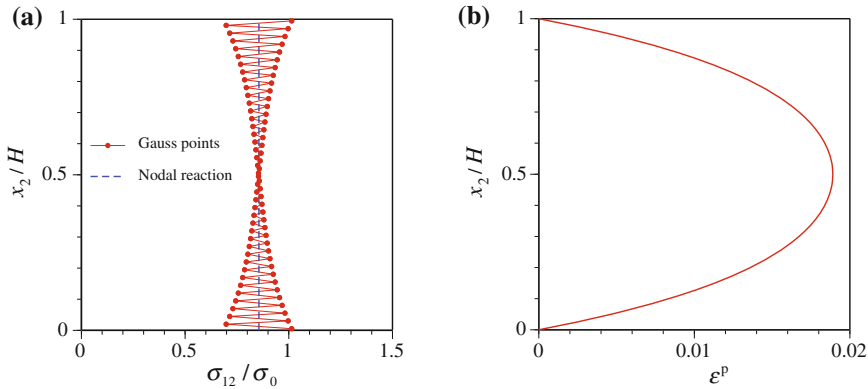 (a)
1
0.5
0
x₂ / H
Gauss points
Nodal reaction
0
0.5
1
1.5
σ₁₂ / σ₀
(b)
1
0.5
0
x₂ / H
0
0.01
0.02
εᵖ